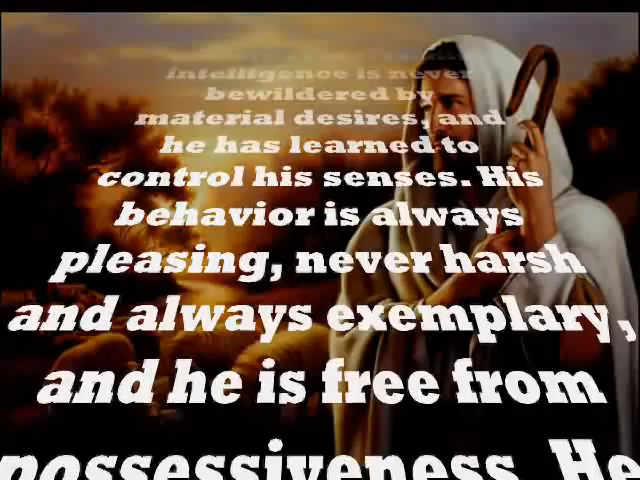 intelligence is never
bewildered by
material desires, and
he has learned to
control his senses. His
behavior is always
pleasing, never harsh
and always exemplary,
and he is free from
possessiveness. He